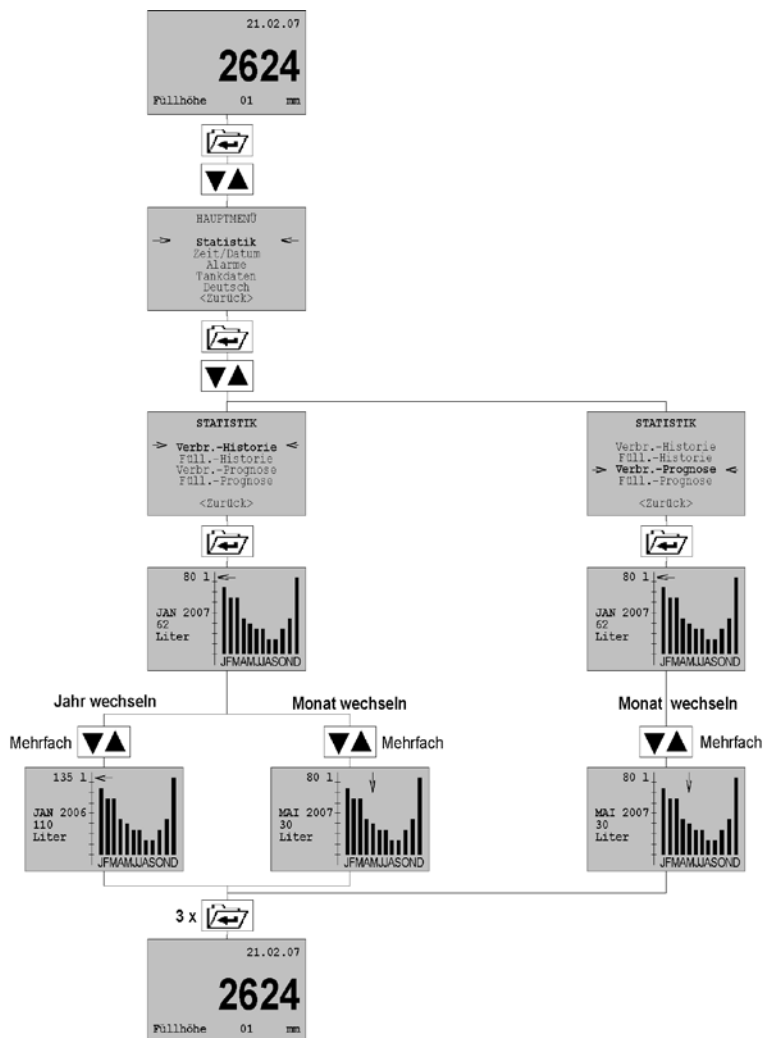 21.02.07
2624
Füllhöhe 01 mm
HAUPTMENÜ
Statistik
Zeit/Datum
Alarme
Tankdaten
Deutsch
<Zurück>
STATISTIK
Verbr.-Historie
Füll.-Historie
Verbr.-Prognose
Füll.-Prognose
<Zurück>
STATISTIK
Verbr.-Historie
Füll.-Historie
Verbr.-Prognose
Füll.-Prognose
<Zurück>
80 l
JAN 2007
62
Liter
JFMAMJJASOND
80 l
JAN 2007
62
Liter
JFMAMJJASOND
Jahr wechseln
Monat wechseln
Monat wechseln
Mehrfach
Mehrfach
Mehrfach
135 l
JAN 2006
110
Liter
JFMAMJJASOND
80 l
MAI 2007
30
Liter
JFMAMJJASOND
80 l
MAI 2007
30
Liter
JFMAMJJASOND
3 x
21.02.07
2624
Füllhöhe 01 mm